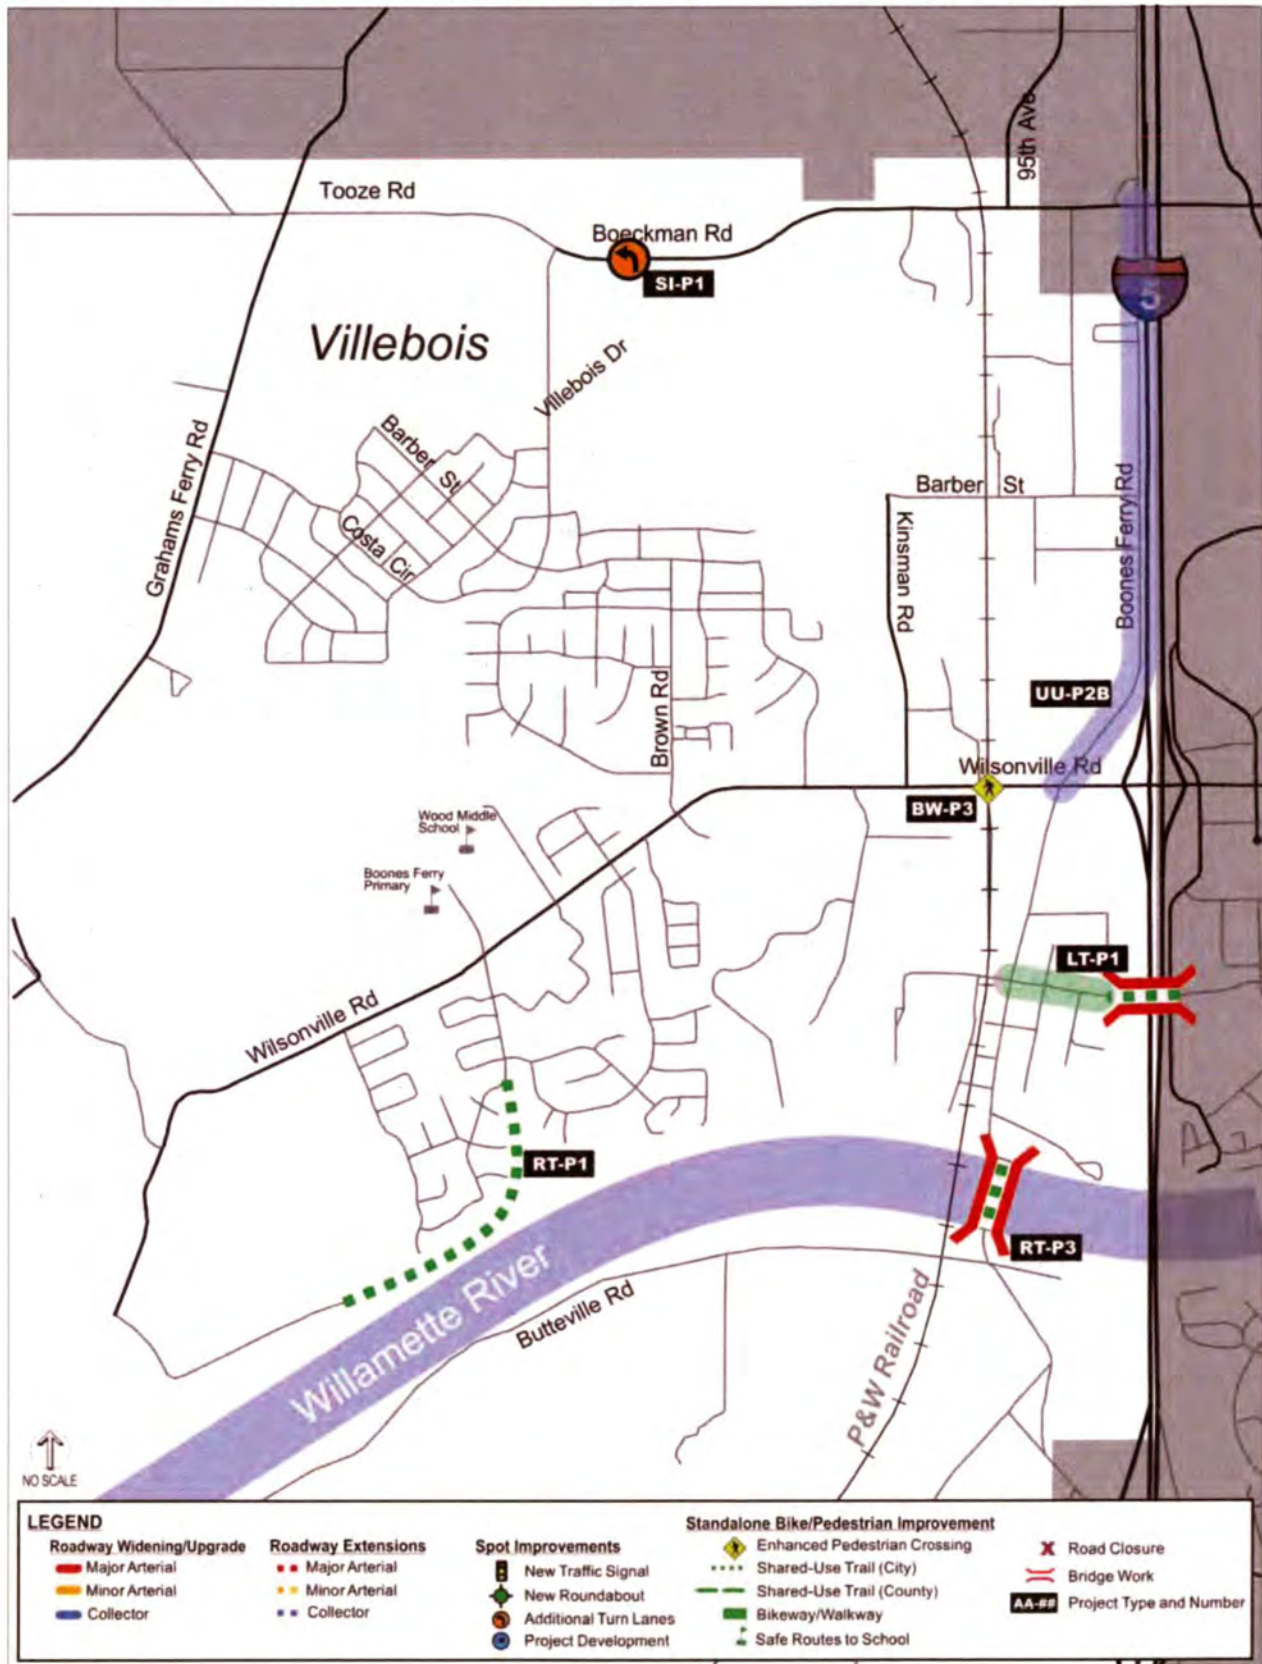 95th Ave
Tooze Rd
Boeckman Rd
SI-P1
5
Villebois
Villebois Dr
Grahams Ferry Rd
Barber St
Costa Cir
Barber St
Kinsman Rd
Boones Ferry Rd
UU-P2B
Brown Rd
Wilsonville Rd
BW-P3
Wood Middle
School
Boones Ferry
Primary
LT-P1
Wilsonville Rd
RT-P1
RT-P3
Willamette River
Butteville Rd
P&W Railroad
NO SCALE
LEGEND
Roadway Widening/Upgrade
Major Arterial
Minor Arterial
Collector
Roadway Extensions
Major Arterial
Minor Arterial
Collector
Spot Improvements
New Traffic Signal
New Roundabout
Additional Turn Lanes
Project Development
Standalone Bike/Pedestrian Improvement
Enhanced Pedestrian Crossing
Shared-Use Trail (City)
Shared-Use Trail (County)
Bikeway/Walkway
Safe Routes to School
Road Closure
Bridge Work
AA-## Project Type and Number